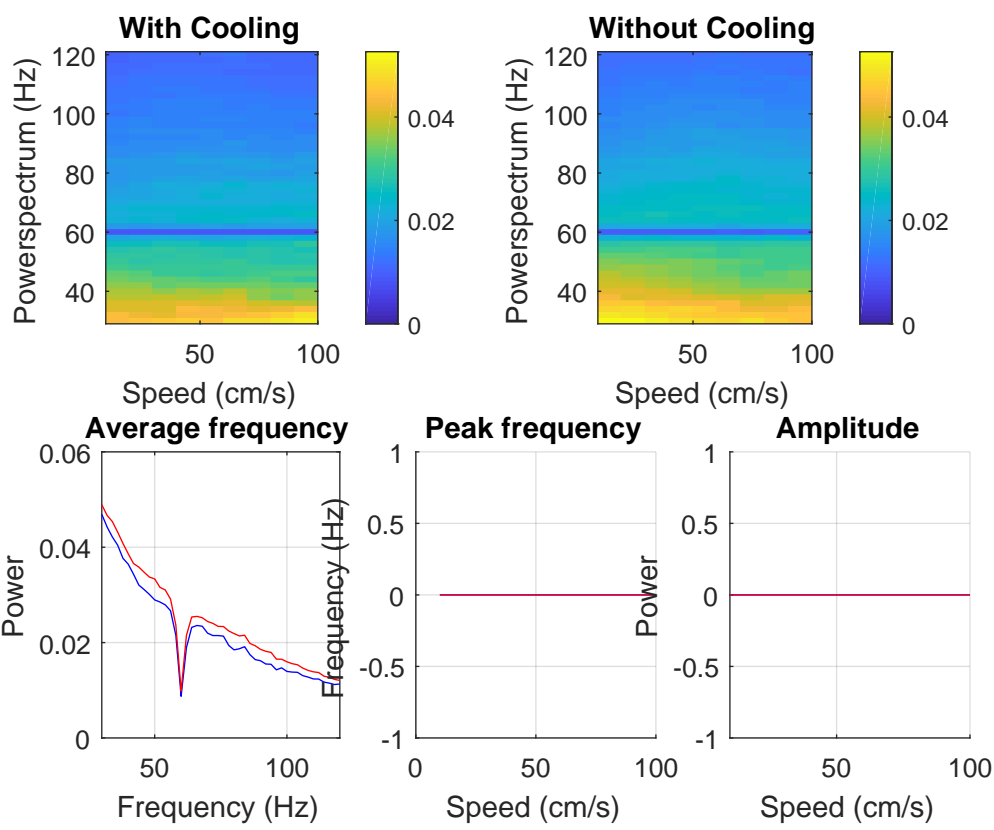 With Cooling
Powerspectrum (Hz)
120
100
80
60
40
50
100
Speed (cm/s)
0.04
0.02
0
Without Cooling
Powerspectrum (Hz)
120
100
80
60
40
50
100
Speed (cm/s)
0.04
0.02
0
Average frequency
Power
0.06
0.04
0.02
0
50
100
Frequency (Hz)
Peak frequency
Frequency (Hz)
1
0.5
0
-0.5
-1
0
50
100
Speed (cm/s)
Amplitude
Power
1
0.5
0
-0.5
-1
50
100
Speed (cm/s)